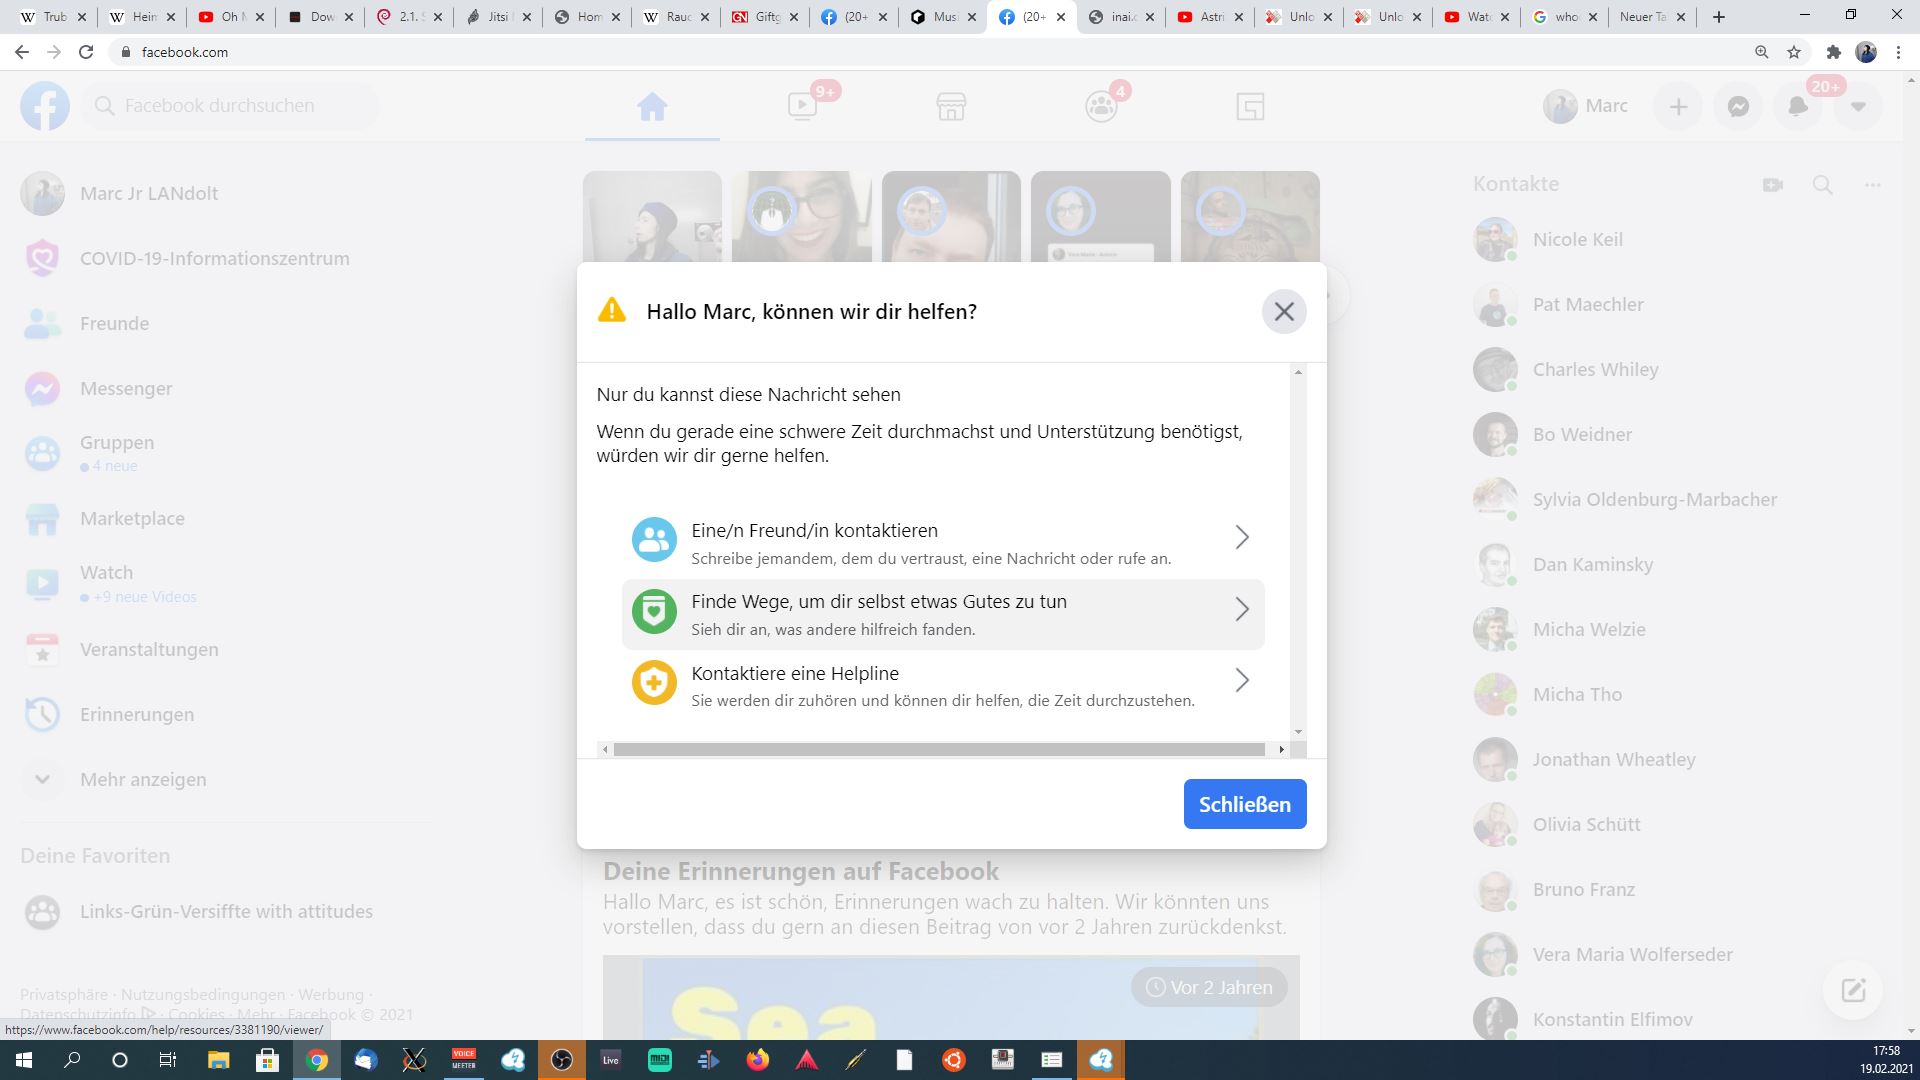 Trub
Heim
Oh M
Dow
2.1. S
Jitsi
Hom
Rauc
Giftg
(20+
Musi
(20+
inai.c
Astri
Unlo
Unlo
Watc
who
Neuer Ta
facebook.com
Facebook durchsuchen
9+
4
Marc
20+
Marc Jr LANdolt
COVID-19-Informationszentrum
Freunde
Messenger
Gruppen
4 neue
Marketplace
Watch
+9 neue Videos
Veranstaltungen
Erinnerungen
Mehr anzeigen
Deine Favoriten
Links-Grün-Versiffte with attitudes
Privatsphäre · Nutzungsbedingungen · Werbung ·
Datenschutzinfo · Cookies · Mehr · Facebook © 2021
https://www.facebook.com/help/resources/3381190/viewer/
Hallo Marc, können wir dir helfen?
Nur du kannst diese Nachricht sehen
Wenn du gerade eine schwere Zeit durchmachst und Unterstützung benötigst,
würden wir dir gerne helfen.
Eine/n Freund/in kontaktieren
Schreibe jemandem, dem du vertraust, eine Nachricht oder rufe an.
Finde Wege, um dir selbst etwas Gutes zu tun
Sieh dir an, was andere hilfreich fanden.
Kontaktiere eine Helpline
Sie werden dir zuhören und können dir helfen, die Zeit durchzustehen.
Schließen
Deine Erinnerungen auf Facebook
Hallo Marc, es ist schön, Erinnerungen wach zu halten. Wir könnten uns
vorstellen, dass du gern an diesen Beitrag von vor 2 Jahren zurückdenkst.
Vor 2 Jahren
Sea
Kontakte
Nicole Keil
Pat Maechler
Charles Whiley
Bo Weidner
Sylvia Oldenburg-Marbacher
Dan Kaminsky
Micha Welzie
Micha Tho
Jonathan Wheatley
Olivia Schütt
Bruno Franz
Vera Maria Wolferseder
Konstantin Elfimov
VOICE
MEETER
Live
MIDI
17:58
19.02.2021